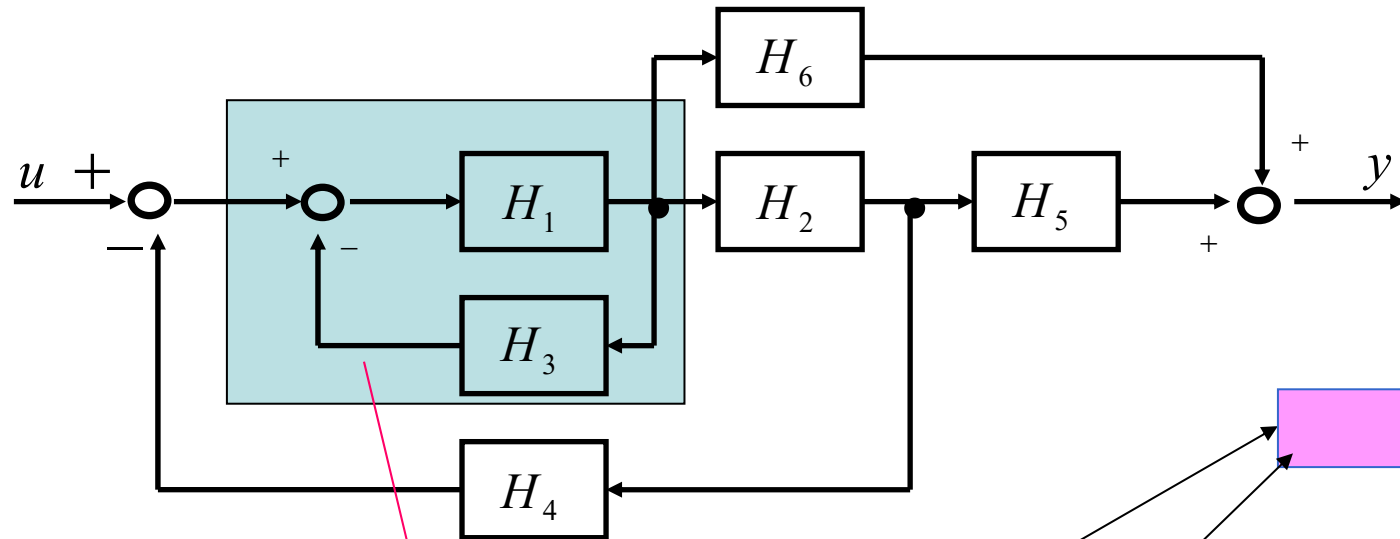 H₆
+
u +
+
H₁
H₂
H₅
y
—
−
+
H₃
H₄